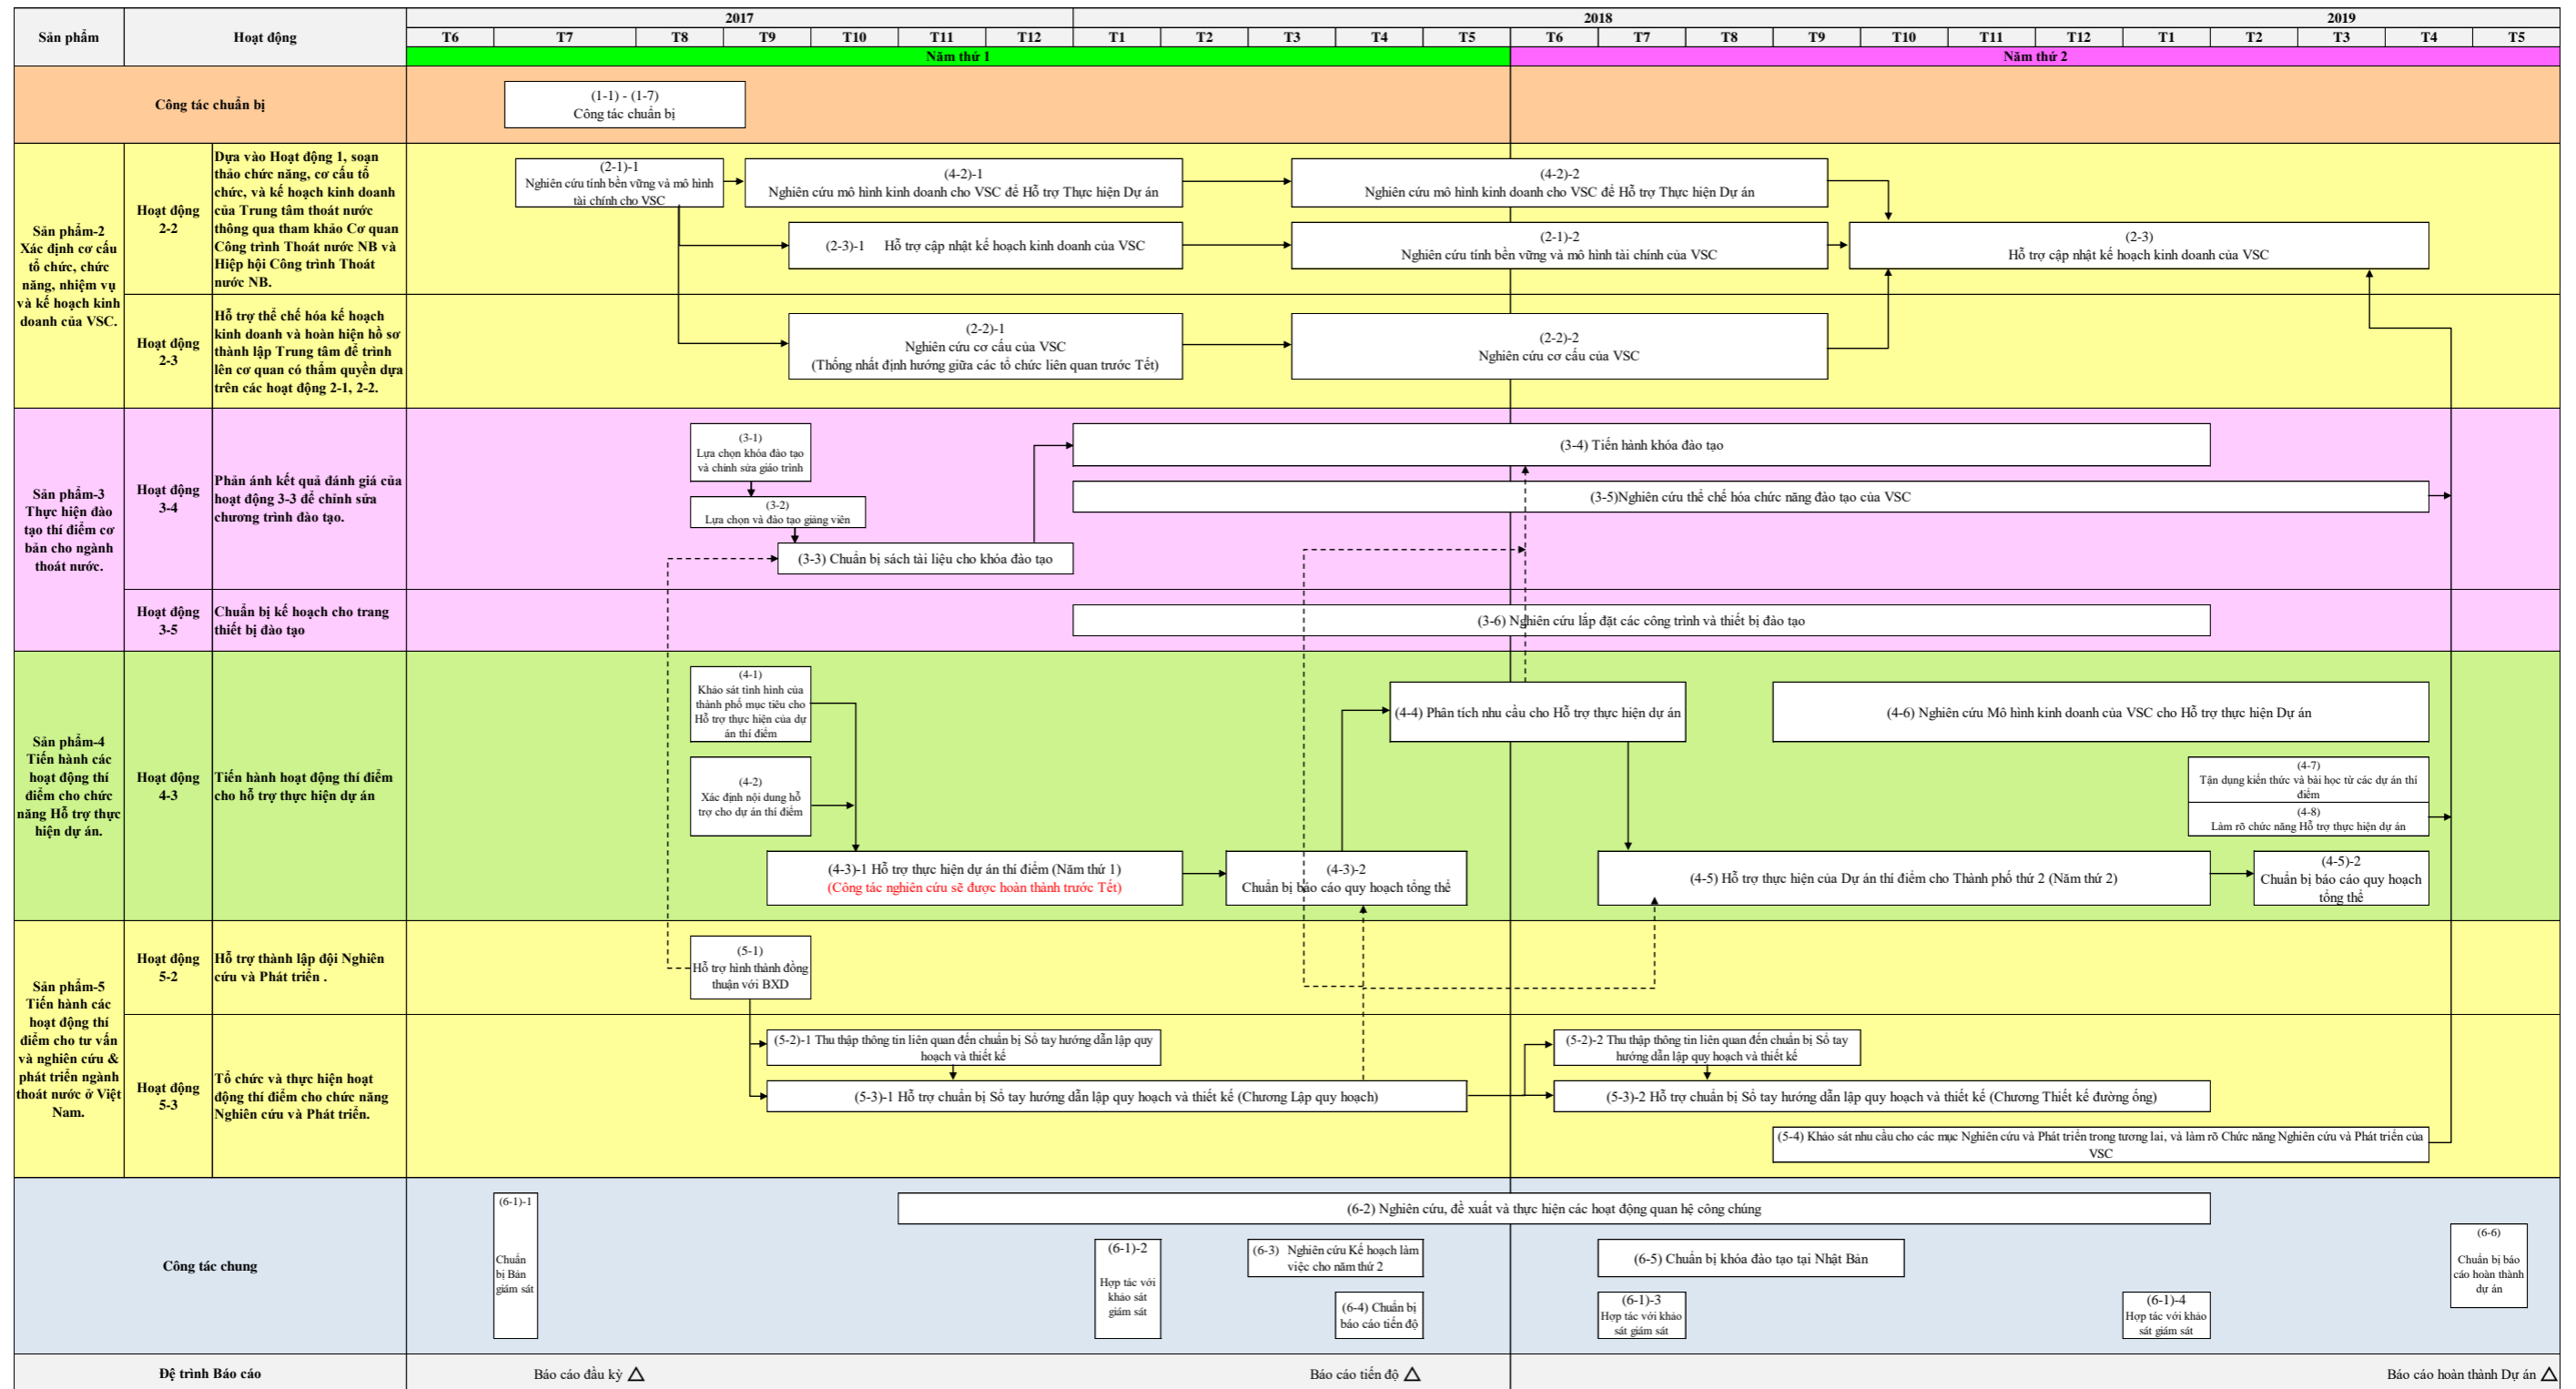 Sản phẩm
Hoạt động
2017
2018
2019
T6 T7 T8 T9 T10 T11 T12 T1 T2 T3 T4 T5 T6 T7 T8 T9 T10 T11 T12 T1 T2 T3 T4 T5
Năm thứ 1
Năm thứ 2
Công tác chuẩn bị
(1-1) - (1-7)
Công tác chuẩn bị
Sản phẩm-2
Xác định cơ cấu
tổ chức, chức
năng, nhiệm vụ
và kế hoạch kinh
doanh của VSC.
Hoạt động
2-2
Dựa vào Hoạt động 1, soạn
thảo chức năng, cơ cấu tổ
chức, và kế hoạch kinh doanh
của Trung tâm thoát nước
thông qua tham khảo Cơ quan
Công trình Thoát nước NB và
Hiệp hội Công trình Thoát
nước NB.
(2-1)-1
Nghiên cứu tính bền vững và mô hình
tài chính cho VSC
(4-2)-1
Nghiên cứu mô hình kinh doanh cho VSC để Hỗ trợ Thực hiện Dự án
(4-2)-2
Nghiên cứu mô hình kinh doanh cho VSC để Hỗ trợ Thực hiện Dự án
(2-3)-1 Hỗ trợ cập nhật kế hoạch kinh doanh của VSC
(2-1)-2
Nghiên cứu tính bền vững và mô hình tài chính của VSC
(2-3)
Hỗ trợ cập nhật kế hoạch kinh doanh của VSC
Hoạt động
2-3
Hỗ trợ thể chế hóa kế hoạch
kinh doanh và hoàn hiện hồ sơ
thành lập Trung tâm để trình
lên cơ quan có thẩm quyền dựa
trên các hoạt động 2-1, 2-2.
(2-2)-1
Nghiên cứu cơ cấu của VSC
(Thống nhất định hướng giữa các tổ chức liên quan trước Tết)
(2-2)-2
Nghiên cứu cơ cấu của VSC
Sản phẩm-3
Thực hiện đào
tạo thí điểm cơ
bản cho ngành
thoát nước.
Hoạt động
3-4
Phản ánh kết quả đánh giá của
hoạt động 3-3 để chỉnh sửa
chương trình đào tạo.
(3-1)
Lựa chọn khóa đào tạo
và chỉnh sửa giáo trình
(3-2)
Lựa chọn và đào tạo giảng viên
(3-3) Chuẩn bị sách tài liệu cho khóa đào tạo
(3-4) Tiến hành khóa đào tạo
(3-5)Nghiên cứu thể chế hóa chức năng đào tạo của VSC
Hoạt động
3-5
Chuẩn bị kế hoạch cho trang
thiết bị đào tạo
(3-6) Nghiên cứu lắp đặt các công trình và thiết bị đào tạo
Sản phẩm-4
Tiến hành các
hoạt động thí
điểm cho chức
năng Hỗ trợ thực
hiện dự án.
Hoạt động
4-3
Tiến hành hoạt động thí điểm
cho hỗ trợ thực hiện dự án
(4-1)
Khảo sát tình hình của
thành phố mục tiêu cho
Hỗ trợ thực hiện của dự
án thí điểm
(4-2)
Xác định nội dung hỗ
trợ cho dự án thí điểm
(4-3)-1 Hỗ trợ thực hiện dự án thí điểm (Năm thứ 1)
(Công tác nghiên cứu sẽ được hoàn thành trước Tết)
(4-3)-2
Chuẩn bị báo cáo quy hoạch tổng thể
(4-4) Phân tích nhu cầu cho Hỗ trợ thực hiện dự án
(4-6) Nghiên cứu Mô hình kinh doanh của VSC cho Hỗ trợ thực hiện Dự án
(4-7)
Tận dụng kiến thức và bài học từ các dự án thí
điểm
(4-8)
Làm rõ chức năng Hỗ trợ thực hiện dự án
(4-5) Hỗ trợ thực hiện của Dự án thí điểm cho Thành phố thứ 2 (Năm thứ 2)
(4-5)-2
Chuẩn bị báo cáo quy hoạch
tổng thể
Sản phẩm-5
Tiến hành các
hoạt động thí
điểm cho tư vấn
và nghiên cứu &
phát triển ngành
thoát nước ở Việt
Nam.
Hoạt động
5-2
Hỗ trợ thành lập đội Nghiên
cứu và Phát triển .
(5-1)
Hỗ trợ hình thành đồng
thuận với BXD
Hoạt động
5-3
Tổ chức và thực hiện hoạt
động thí điểm cho chức năng
Nghiên cứu và Phát triển.
(5-2)-1 Thu thập thông tin liên quan đến chuẩn bị Sổ tay hướng dẫn lập quy
hoạch và thiết kế
(5-2)-2 Thu thập thông tin liên quan đến chuẩn bị Sổ tay
hướng dẫn lập quy hoạch và thiết kế
(5-3)-1 Hỗ trợ chuẩn bị Sổ tay hướng dẫn lập quy hoạch và thiết kế (Chương Lập quy hoạch)
(5-3)-2 Hỗ trợ chuẩn bị Sổ tay hướng dẫn lập quy hoạch và thiết kế (Chương Thiết kế đường ống)
(5-4) Khảo sát nhu cầu cho các mục Nghiên cứu và Phát triển trong tương lai, và làm rõ Chức năng Nghiên cứu và Phát triển của
VSC
Công tác chung
(6-1)-1
Chuẩn
bị Bản
giám sát
(6-2) Nghiên cứu, đề xuất và thực hiện các hoạt động quan hệ công chúng
(6-1)-2
Hợp tác với
khảo sát
giám sát
(6-3) Nghiên cứu Kế hoạch làm
việc cho năm thứ 2
(6-4) Chuẩn bị
báo cáo tiến độ
(6-5) Chuẩn bị khóa đào tạo tại Nhật Bản
(6-1)-3
Hợp tác với khảo
sát giám sát
(6-1)-4
Hợp tác với khảo
sát giám sát
(6-6)
Chuẩn bị báo
cáo hoàn thành
dự án
Đệ trình Báo cáo
Báo cáo đầu kỳ △
Báo cáo tiến độ △
Báo cáo hoàn thành Dự án △